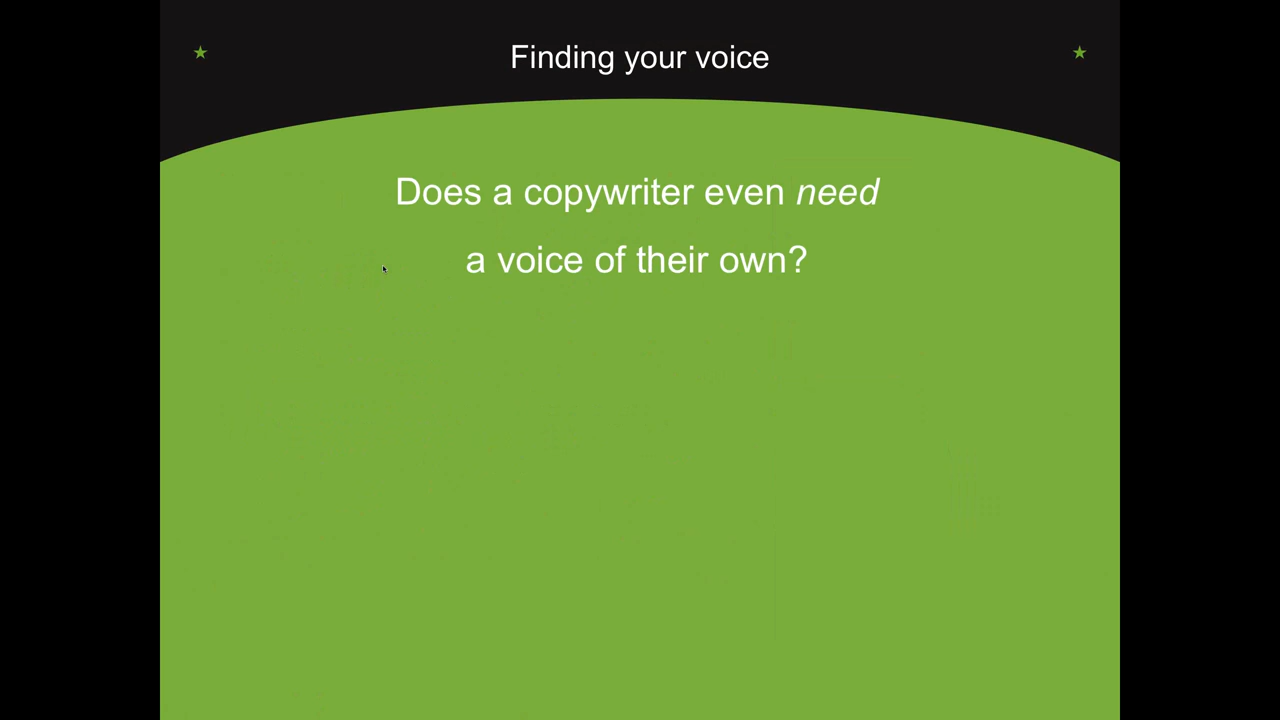 Finding your voice
Does a copywriter even need
a voice of their own?